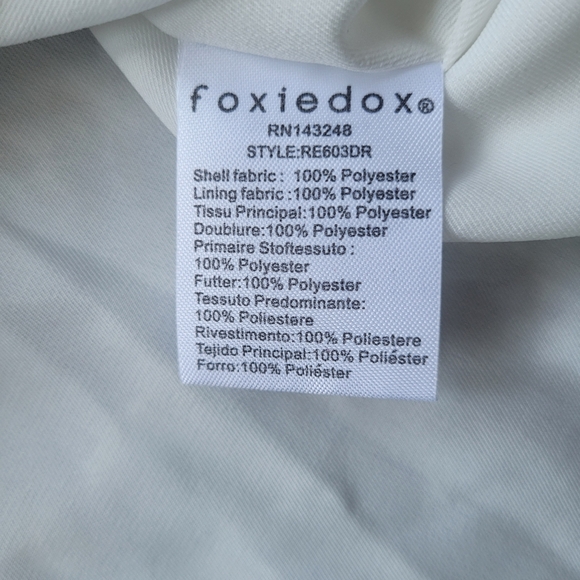 foxiedox®
RN143248
STYLE:RE603DR
Shell fabric : 100% Polyester
Lining fabric :100% Polyester
Tissu Principal:100% Polyester
Doublure:100% Polyester
Primaire Stoftessuto :
100% Polyester
Futter:100% Polyester
Tessuto Predominante:
100% Poliestere
Rivestimento:100% Poliestere
Tejido Principal:100% Poliéster
Forro:100% Poliéster